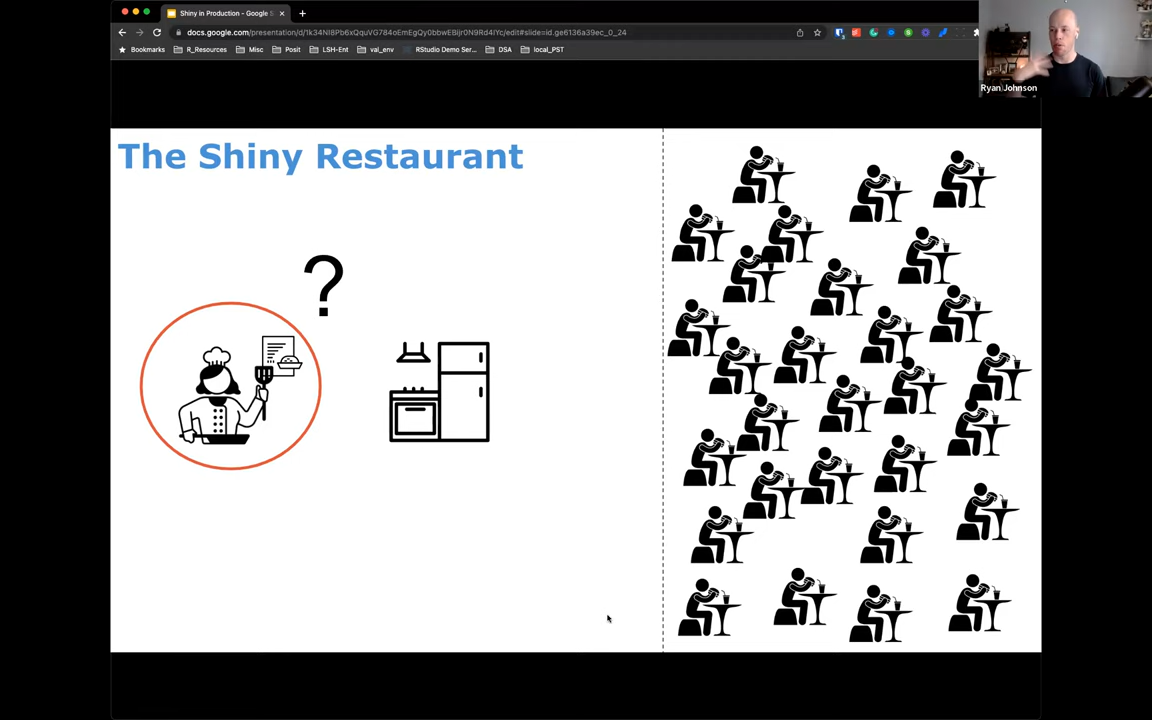 Shiny in Production - Google S
docs.google.com/presentation/d/1k34NI8Pb6xQquVG784oEmEgQy0bbwEBijr0N9Rd4IYc/edit#slide=id.ge6136a39ec_0_24
Bookmarks
R_Resources
Misc
Posit
LSH-Ent
val_env
RStudio Demo Ser...
DSA
local_PST
Ryan Johnson
The Shiny Restaurant
?